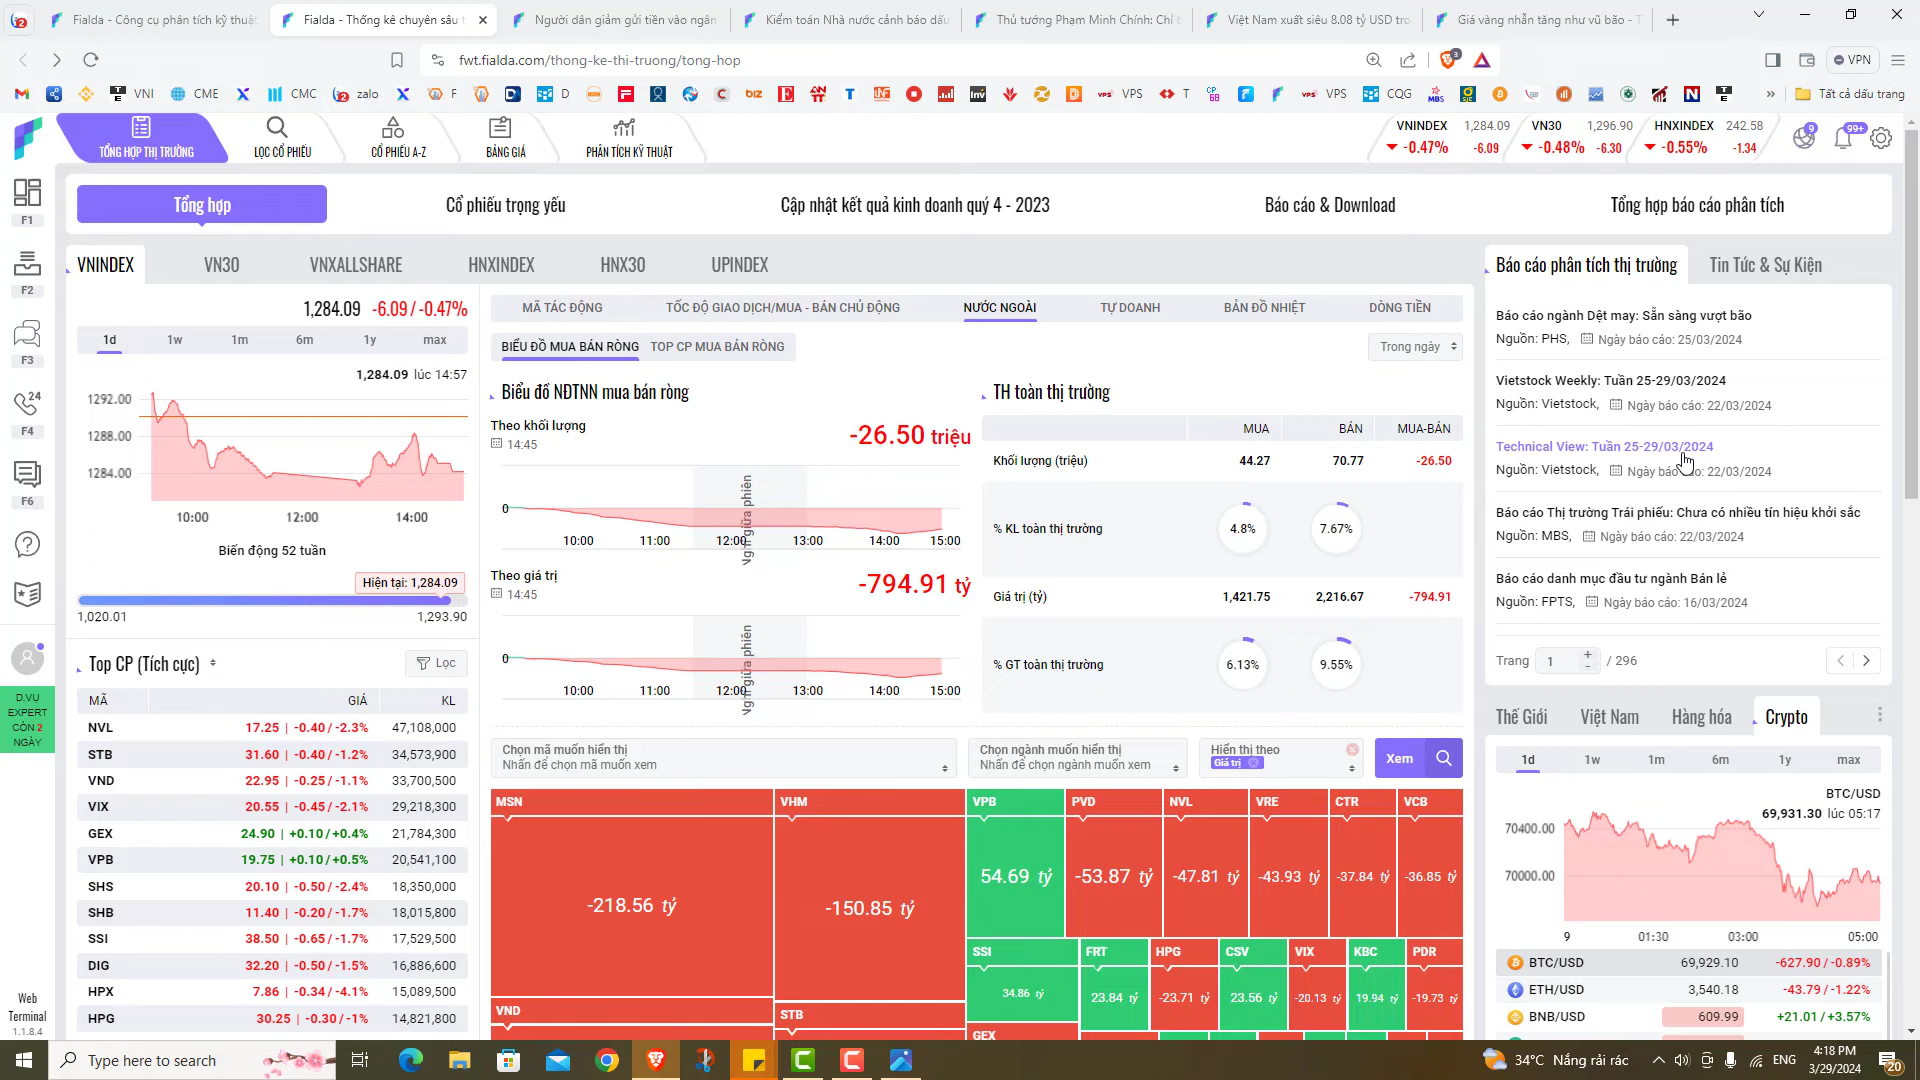 Fialda - Công cụ phân tích kỹ thuật
Fialda - Thống kê chuyên sâu t
Người dân giảm gửi tiền vào ngân
Kiểm toán Nhà nước cảnh báo dấu
Thủ tướng Phạm Minh Chính: Chỉ
Việt Nam xuất siêu 8.08 tỷ USD tro
Giá vàng nhẫn tăng như vũ bão - T
fwt.fialda.com/thong-ke-thi-truong/tong-hop
VPN
VNI
CME
CMC
zalo
F
D
VPS
T
VPS
CQG
Tất cả dấu trang
TỔNG HỢP THỊ TRƯỜNG
LỌC CỔ PHIẾU
CỔ PHIẾU A-Z
BẢNG GIÁ
PHÂN TÍCH KỸ THUẬT
VNINDEX 1,284.09
-0.47% -6.09
VN30 1,296.90
-0.48% -6.30
HNXINDEX 242.58
-0.55% -1.34
9
99+
F1
F2
F3
24
F4
F6
D.VỤ
EXPERT
CÒN 2
NGÀY
Web
Terminal
1.1.8.4
Tổng hợp
Cổ phiếu trọng yếu
Cập nhật kết quả kinh doanh quý 4 - 2023
Báo cáo & Download
Tổng hợp báo cáo phân tích
VNINDEX
VN30
VNXALLSHARE
HNXINDEX
HNX30
UPINDEX
1,284.09 -6.09 / -0.47%
1d 1w 1m 6m 1y max
1,284.09 lúc 14:57
1292.00
1288.00
1284.00
10:00 12:00 14:00
Biến động 52 tuần
Hiện tại: 1,284.09
1,020.01 1,293.90
Top CP (Tích cực)
Lọc
MÃ GIÁ KL
NVL 17.25 | -0.40 / -2.3% 47,108,000
STB 31.60 | -0.40 / -1.2% 34,573,900
VND 22.95 | -0.25 / -1.1% 33,700,500
VIX 20.55 | -0.45 / -2.1% 29,218,300
GEX 24.90 | +0.10 / +0.4% 21,784,300
VPB 19.75 | +0.10 / +0.5% 20,541,100
SHS 20.10 | -0.50 / -2.4% 18,350,000
SHB 11.40 | -0.20 / -1.7% 18,015,800
SSI 38.50 | -0.65 / -1.7% 17,529,500
DIG 32.20 | -0.50 / -1.5% 16,886,600
HPX 7.86 | -0.34 / -4.1% 15,089,500
HPG 30.25 | -0.30 / -1% 14,821,800
MÃ TÁC ĐỘNG
TỐC ĐỘ GIAO DỊCH/MUA - BÁN CHỦ ĐỘNG
NƯỚC NGOÀI
TỰ DOANH
BẢN ĐỒ NHIỆT
DÒNG TIỀN
BIỂU ĐỒ MUA BÁN RÒNG
TOP CP MUA BÁN RÒNG
Trong ngày
Biểu đồ NĐTNN mua bán ròng
Theo khối lượng
14:45
-26.50 triệu
0
Nghỉ giữa phiên
10:00 11:00 12:00 13:00 14:00 15:00
Theo giá trị
14:45
-794.91 tỷ
0
Nghỉ giữa phiên
10:00 11:00 12:00 13:00 14:00 15:00
TH toàn thị trường
MUA BÁN MUA-BÁN
Khối lượng (triệu) 44.27 70.77 -26.50
% KL toàn thị trường 4.8% 7.67%
Giá trị (tỷ) 1,421.75 2,216.67 -794.91
% GT toàn thị trường 6.13% 9.55%
Chọn mã muốn hiển thị
Nhấn để chọn mã muốn xem
Chọn ngành muốn hiển thị
Nhấn để chọn ngành muốn xem
Hiển thị theo
Giá trị
Xem
MSN
-218.56 tỷ
VHM
-150.85 tỷ
VPB
54.69 tỷ
PVD
-53.87 tỷ
NVL
-47.81 tỷ
VRE
-43.93 tỷ
CTR
-37.84 tỷ
VCB
-36.85 tỷ
SSI
34.86 tỷ
FRT
23.84 tỷ
HPG
-23.71 tỷ
CSV
23.56 tỷ
VIX
-20.13 tỷ
KBC
19.94 tỷ
PDR
-19.73 tỷ
VND
STB
GEX
Báo cáo phân tích thị trường
Tin Tức & Sự Kiện
Báo cáo ngành Dệt may: Sẵn sàng vượt bão
Nguồn: PHS, Ngày báo cáo: 25/03/2024
Vietstock Weekly: Tuần 25-29/03/2024
Nguồn: Vietstock, Ngày báo cáo: 22/03/2024
Technical View: Tuần 25-29/03/2024
Nguồn: Vietstock, Ngày báo cáo: 22/03/2024
Báo cáo Thị trường Trái phiếu: Chưa có nhiều tín hiệu khởi sắc
Nguồn: MBS, Ngày báo cáo: 22/03/2024
Báo cáo danh mục đầu tư ngành Bán lẻ
Nguồn: FPTS, Ngày báo cáo: 16/03/2024
Trang 1 / 296
Thế Giới
Việt Nam
Hàng hóa
Crypto
1d 1w 1m 6m 1y max
BTC/USD
69,931.30 lúc 05:17
70400.00
70000.00
9 01:30 03:00 05:00
BTC/USD 69,929.10 -627.90 / -0.89%
ETH/USD 3,540.18 -43.79 / -1.22%
BNB/USD 609.99 +21.01 / +3.57%
Type here to search
34°C Nắng rải rác
ENG
4:18 PM
3/29/2024
20